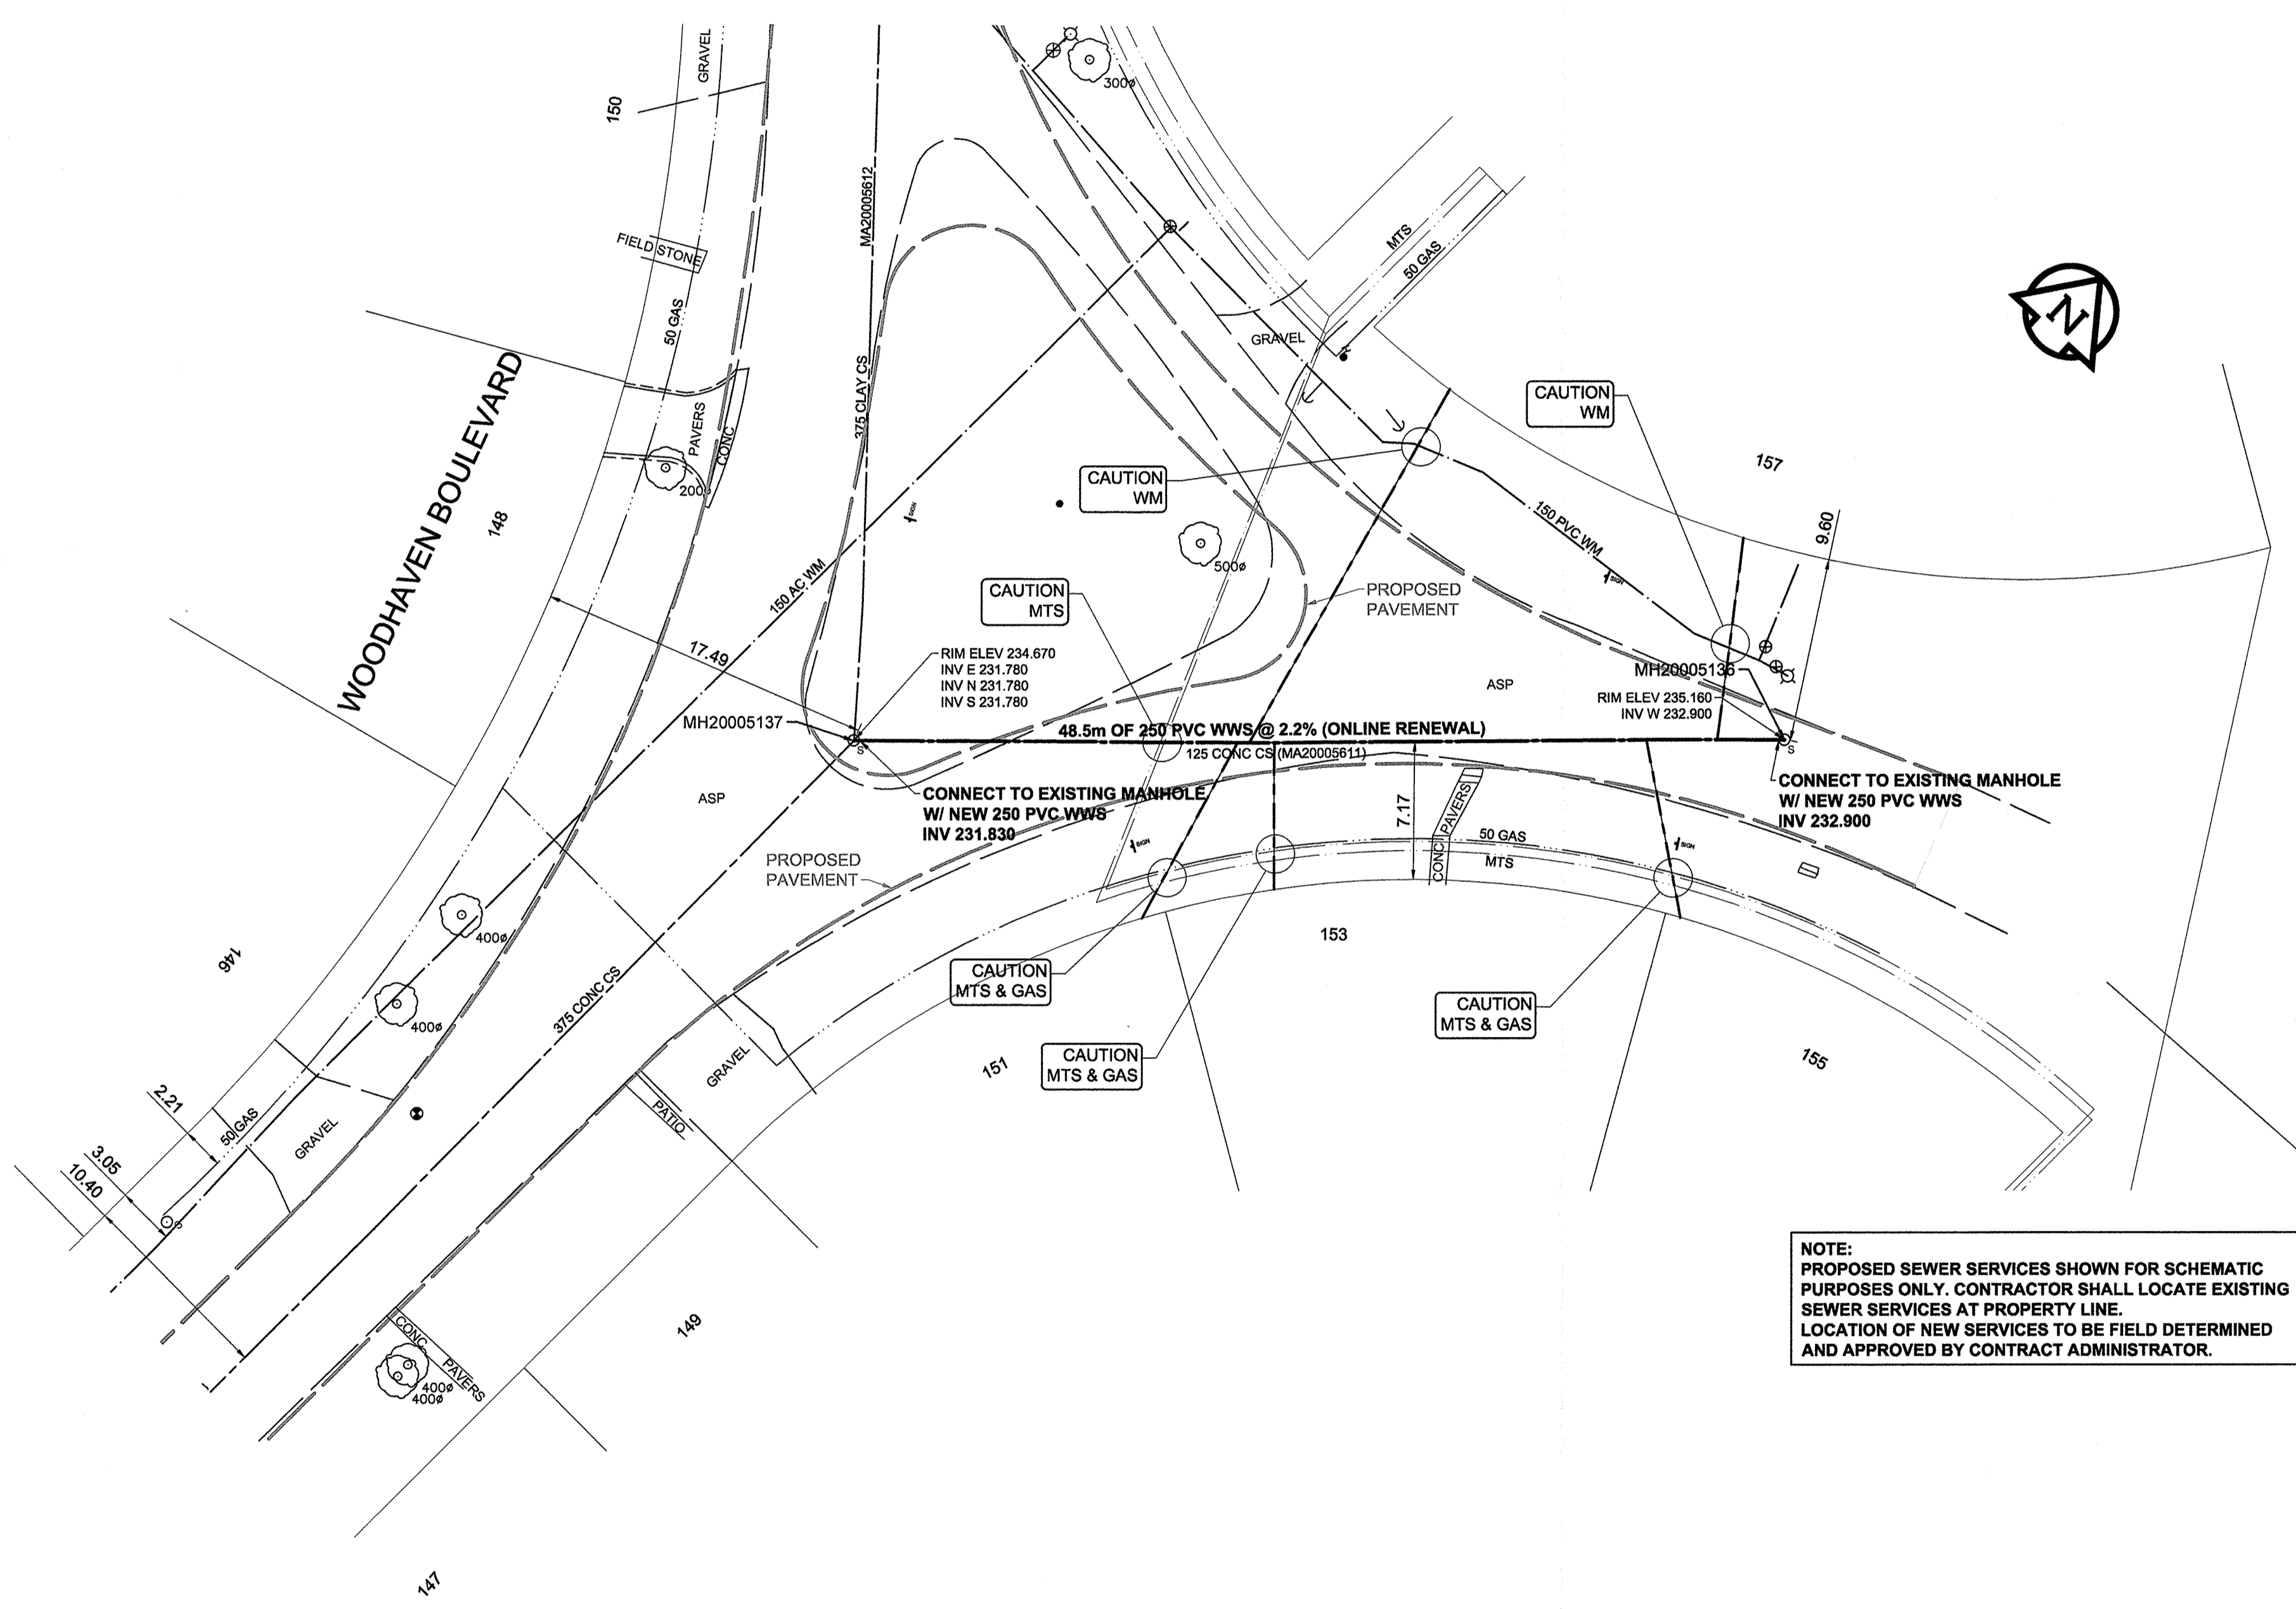 GRAVEL
150
300ø
MA20005612
FIELD STONE
MTS
50 GAS
50 GAS
GRAVEL
N
WOODHAVEN BOULEVARD
375 CLAY CS
PAVERS
CONC
CAUTION
WM
157
200
CAUTION
WM
148
SIGN
150 PVC WM
9.60
500ø
150 AC WM
CAUTION
MTS
PROPOSED
PAVEMENT
SIGN
17.49
RIM ELEV 234.670
INV E 231.780
INV N 231.780
INV S 231.780
MH20005136
ASP
RIM ELEV 235.160
INV W 232.900
MH20005137
48.5m OF 250 PVC WWS @ 2.2% (ONLINE RENEWAL)
S
S
125 CONC CS (MA20005611)
CONNECT TO EXISTING MANHOLE
W/ NEW 250 PVC WWS
INV 232.900
ASP
CONNECT TO EXISTING MANHOLE
W/ NEW 250 PVC WWS
INV 231.830
7.17
PAVERS
50 GAS
SIGN
SIGN
PROPOSED
PAVEMENT
MTS
CONC
400ø
146
153
375 CONC CS
CAUTION
MTS & GAS
CAUTION
MTS & GAS
400ø
151
CAUTION
MTS & GAS
155
GRAVEL
2.21
50 GAS
GRAVEL
PATIO
3.05
10.40
NOTE:
PROPOSED SEWER SERVICES SHOWN FOR SCHEMATIC
PURPOSES ONLY. CONTRACTOR SHALL LOCATE EXISTING
SEWER SERVICES AT PROPERTY LINE.
LOCATION OF NEW SERVICES TO BE FIELD DETERMINED
AND APPROVED BY CONTRACT ADMINISTRATOR.
149
CONC
PAVERS
400ø
400ø
147